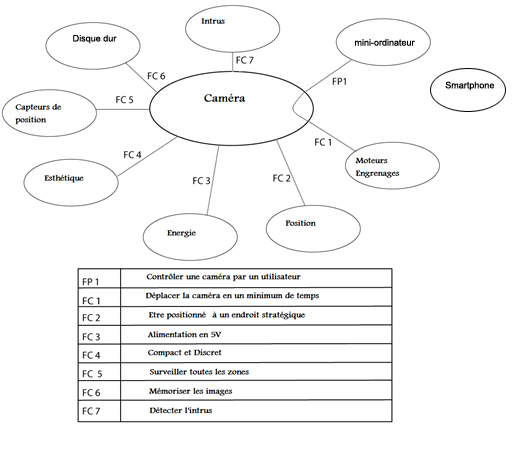 Intrus
Disque dur
mini-ordinateur
FC 7
FC 6
FP1
Caméra
Smartphone
Capteurs de
position
FC 5
FC 1
FC 4
Moteurs
Engrenages
Esthétique
FC 3
FC 2
Energie
Position
FP 1 Contrôler une caméra par un utilisateur
FC 1 Déplacer la caméra en un minimum de temps
FC 2 Etre positionné à un endroit stratégique
FC 3 Alimentation en 5V
FC 4 Compact et Discret
FC 5 Surveiller toutes les zones
FC 6 Mémoriser les images
FC 7 Détecter l'intrus